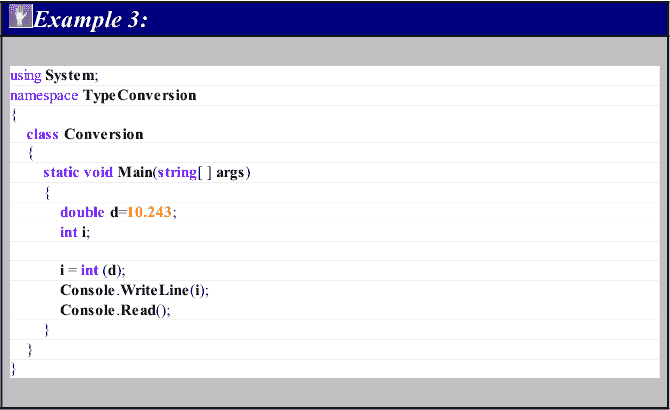 Example 3:
using System;
namespace TypeConversion
{
class Conversion
{
static void Main(string[ ] args)
{
double d=10.243;
int i;
i = int (d);
Console.WriteLine(i);
Console.Read();
}
}
}